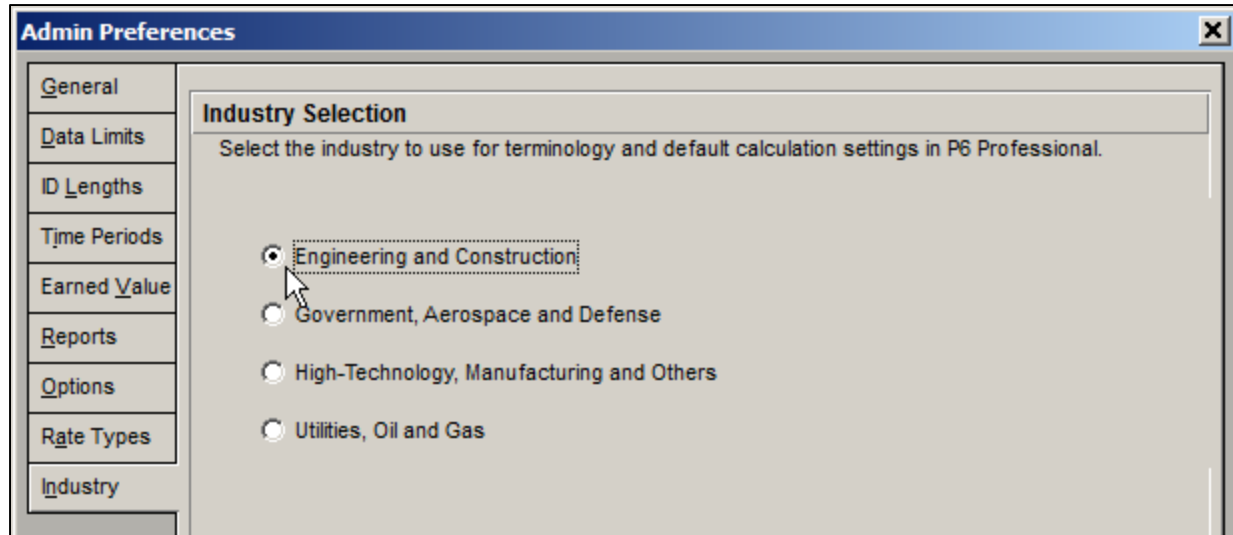 Admin Preferences
General
Data Limits
ID Lengths
Time Periods
Earned Value
Reports
Options
Rate Types
Industry
Industry Selection
Select the industry to use for terminology and default calculation settings in P6 Professional.
Engineering and Construction
Government, Aerospace and Defense
High-Technology, Manufacturing and Others
Utilities, Oil and Gas